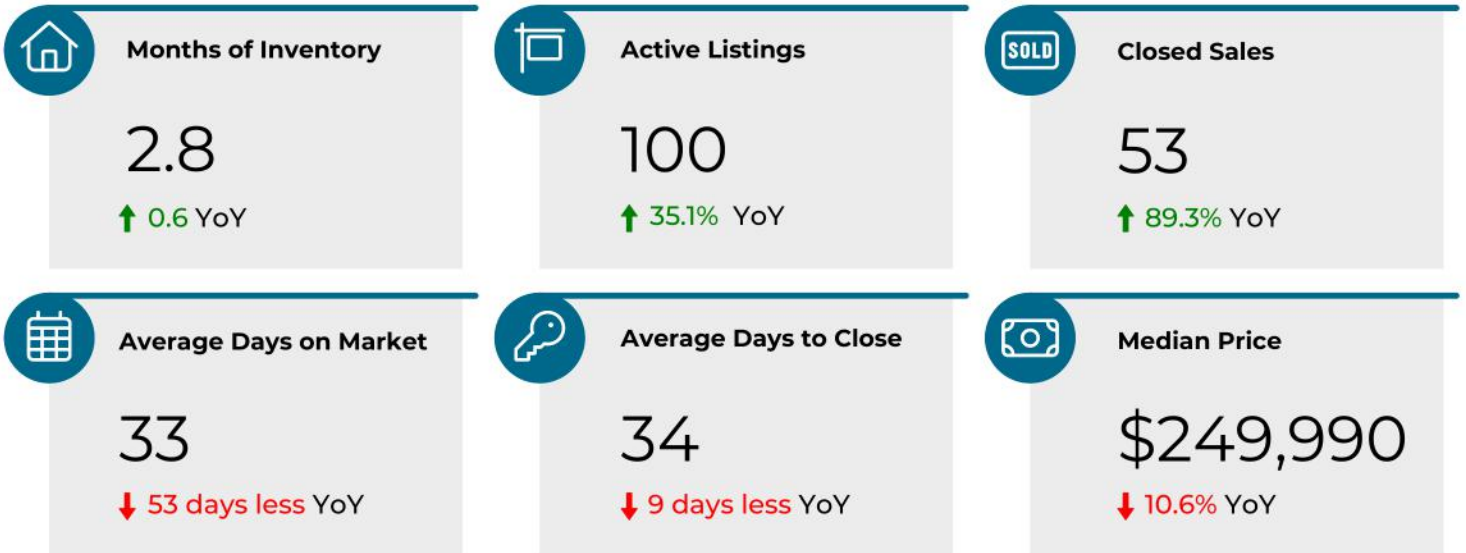 Months of Inventory
2.8
0.6 YoY
Active Listings
100
35.1% YoY
SOLD
Closed Sales
53
89.3% YoY
Average Days on Market
33
53 days less YoY
Average Days to Close
34
9 days less YoY
Median Price
$249,990
10.6% YoY